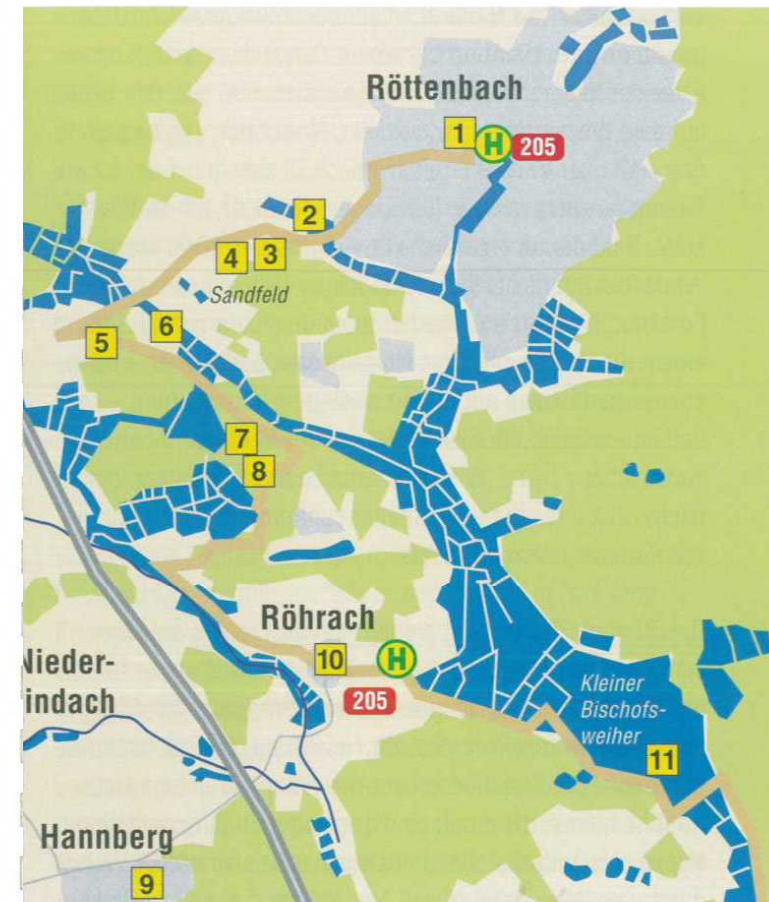 Röttenbach
1
H
205
2
3
4
Sandfeld
5
6
7
8
Röhrach
10
H
205
Nieder-
indach
Kleiner
Bischofs-
weiher
11
Hannberg
9